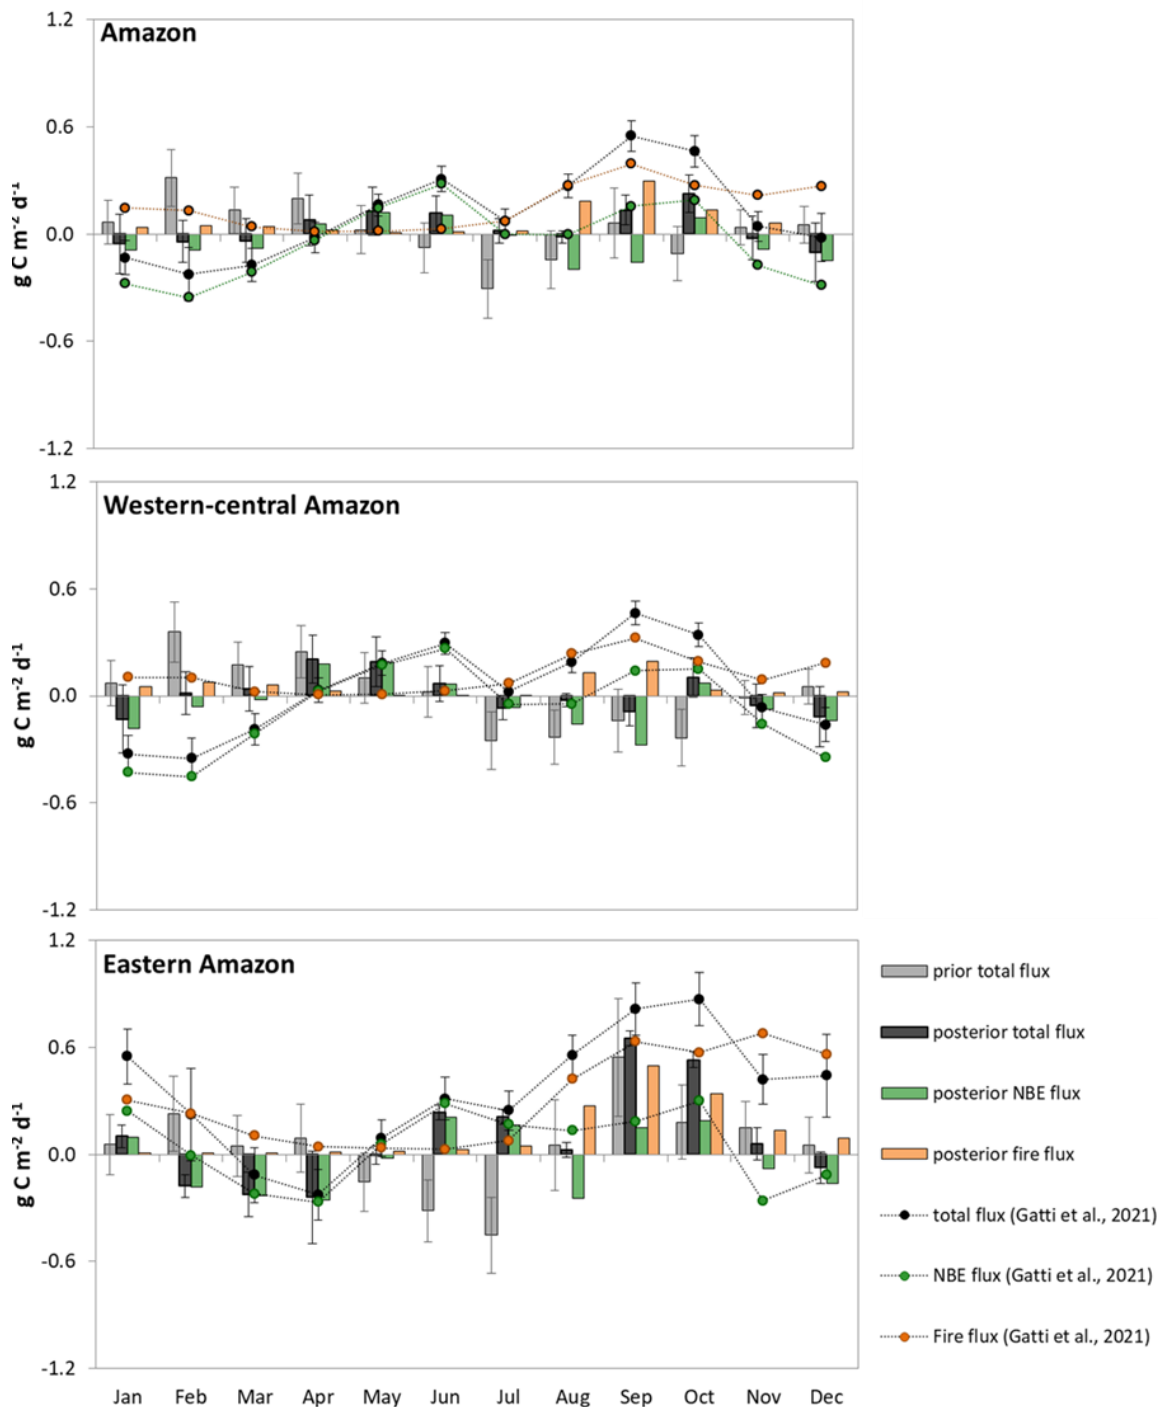 Amazon
1.2
0.6
0.0
-0.6
-1.2
g C m⁻² d⁻¹
Western-central Amazon
1.2
0.6
0.0
-0.6
-1.2
g C m⁻² d⁻¹
Eastern Amazon
1.2
0.6
0.0
-0.6
-1.2
g C m⁻² d⁻¹
Jan Feb Mar Apr May Jun Jul Aug Sep Oct Nov Dec
prior total flux
posterior total flux
posterior NBE flux
posterior fire flux
total flux (Gatti et al., 2021)
NBE flux (Gatti et al., 2021)
Fire flux (Gatti et al., 2021)